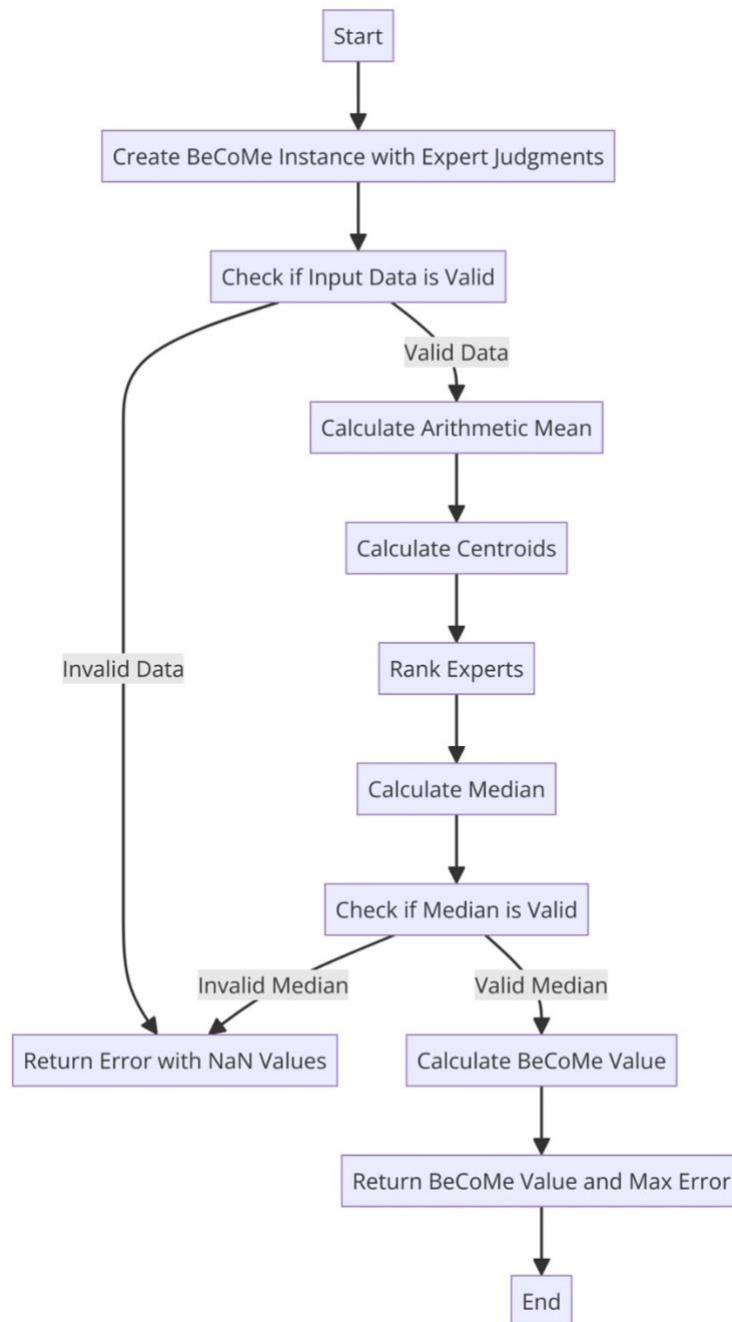 Start
Create BeCoMe Instance with Expert Judgments
Check if Input Data is Valid
Valid Data
Calculate Arithmetic Mean
Calculate Centroids
Invalid Data
Rank Experts
Calculate Median
Check if Median is Valid
Invalid Median
Valid Median
Return Error with NaN Values
Calculate BeCoMe Value
Return BeCoMe Value and Max Error
End